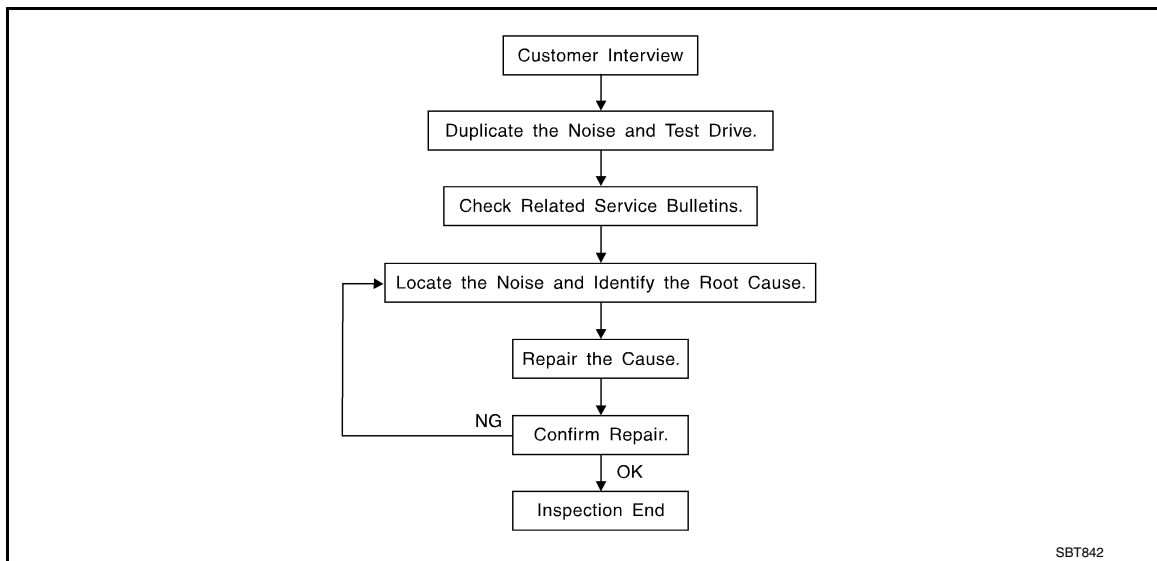 Customer Interview
Duplicate the Noise and Test Drive.
Check Related Service Bulletins.
Locate the Noise and Identify the Root Cause.
Repair the Cause.
NG
Confirm Repair.
OK
Inspection End
SBT842